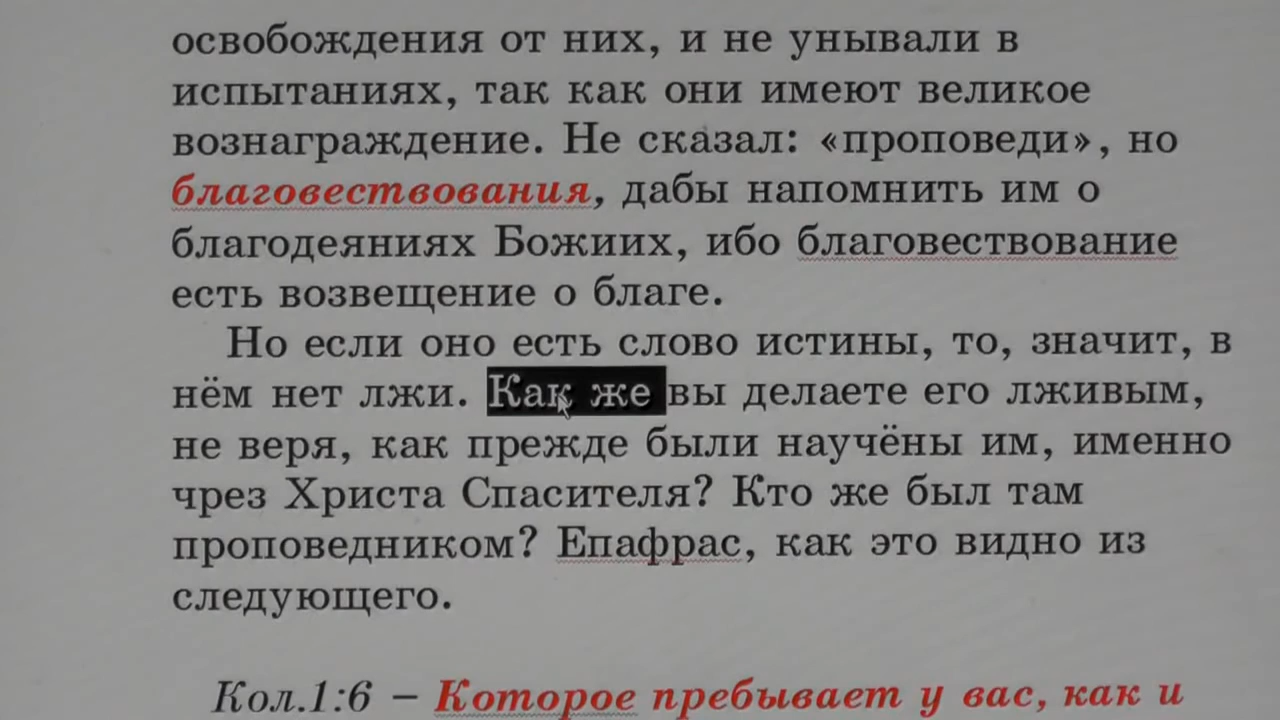 освобождения от них, и не унывали в
испытаниях, так как они имеют великое
вознаграждение. Не сказал: «проповеди», но
благовествования, дабы напомнить им о
благодеяниях Божиих, ибо благовествование
есть возвещение о благе.
Но если оно есть слово истины, то, значит, в
нём нет лжи. Как же вы делаете его лживым,
не веря, как прежде были научёны им, именно
чрез Христа Спасителя? Кто же был там
проповедником? Епафрас, как это видно из
следующего.
Кол.1:6 – Которое пребывает у вас, как и